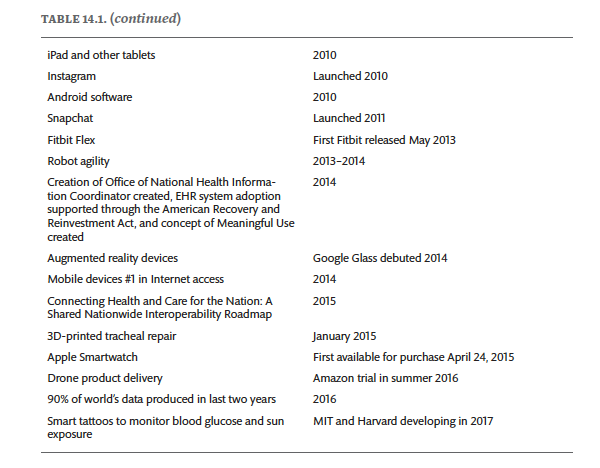 TABLE 14.1. (continued)
iPad and other tablets 2010
Instagram Launched 2010
Android software 2010
Snapchat Launched 2011
Fitbit Flex First Fitbit released May 2013
Robot agility 2013–2014
Creation of Office of National Health Informa- 2014
tion Coordinator created, EHR system adoption
supported through the American Recovery and
Reinvestment Act, and concept of Meaningful Use
created
Augmented reality devices Google Glass debuted 2014
Mobile devices #1 in Internet access 2014
Connecting Health and Care for the Nation: A 2015
Shared Nationwide Interoperability Roadmap
3D-printed tracheal repair January 2015
Apple Smartwatch First available for purchase April 24, 2015
Drone product delivery Amazon trial in summer 2016
90% of world's data produced in last two years 2016
Smart tattoos to monitor blood glucose and sun MIT and Harvard developing in 2017
exposure